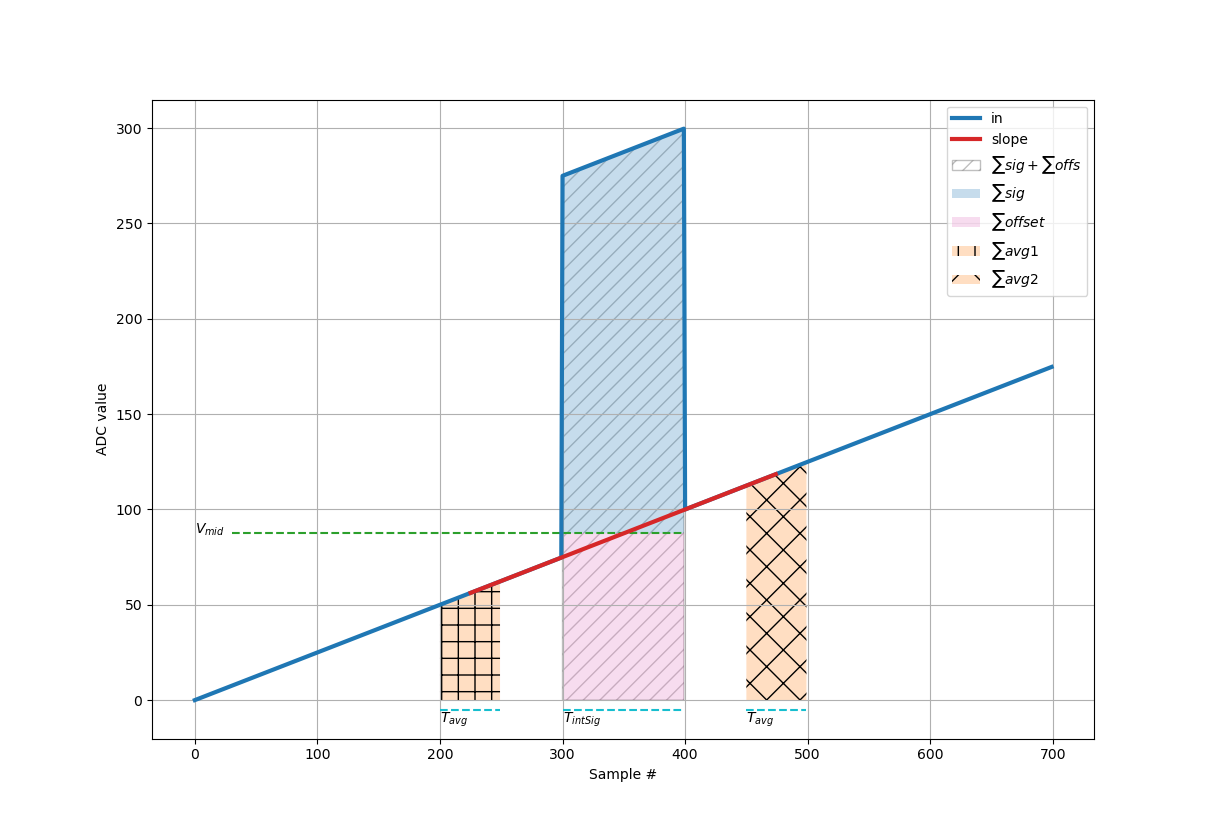 300
250
200
150
100
50
0
ADC value
in
slope
∑sig + ∑offs
∑sig
∑offset
∑avg1
∑avg2
V_mid
T_avg
T_intSig
T_avg
0 100 200 300 400 500 600 700
Sample #